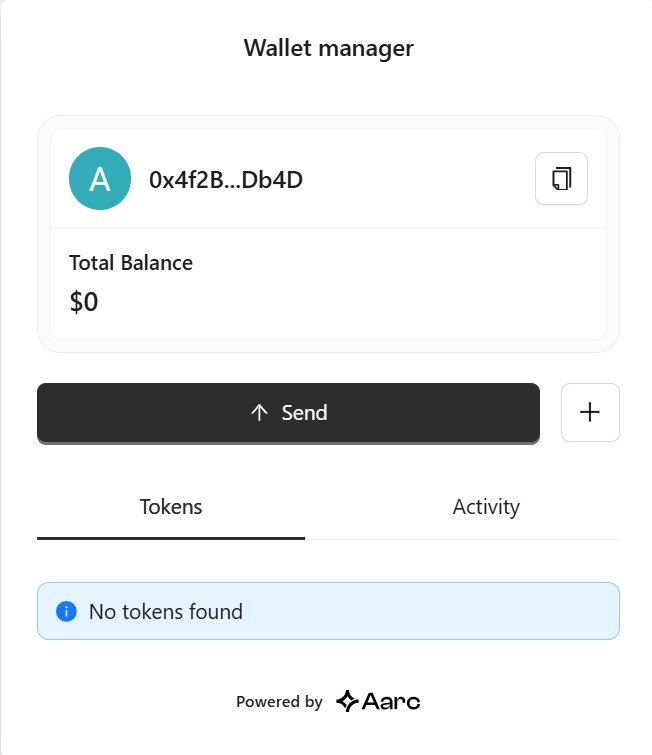 Wallet manager
A
0x4f2B...Db4D
Total Balance
$0
Send
Tokens
Activity
No tokens found
Powered by Aarc